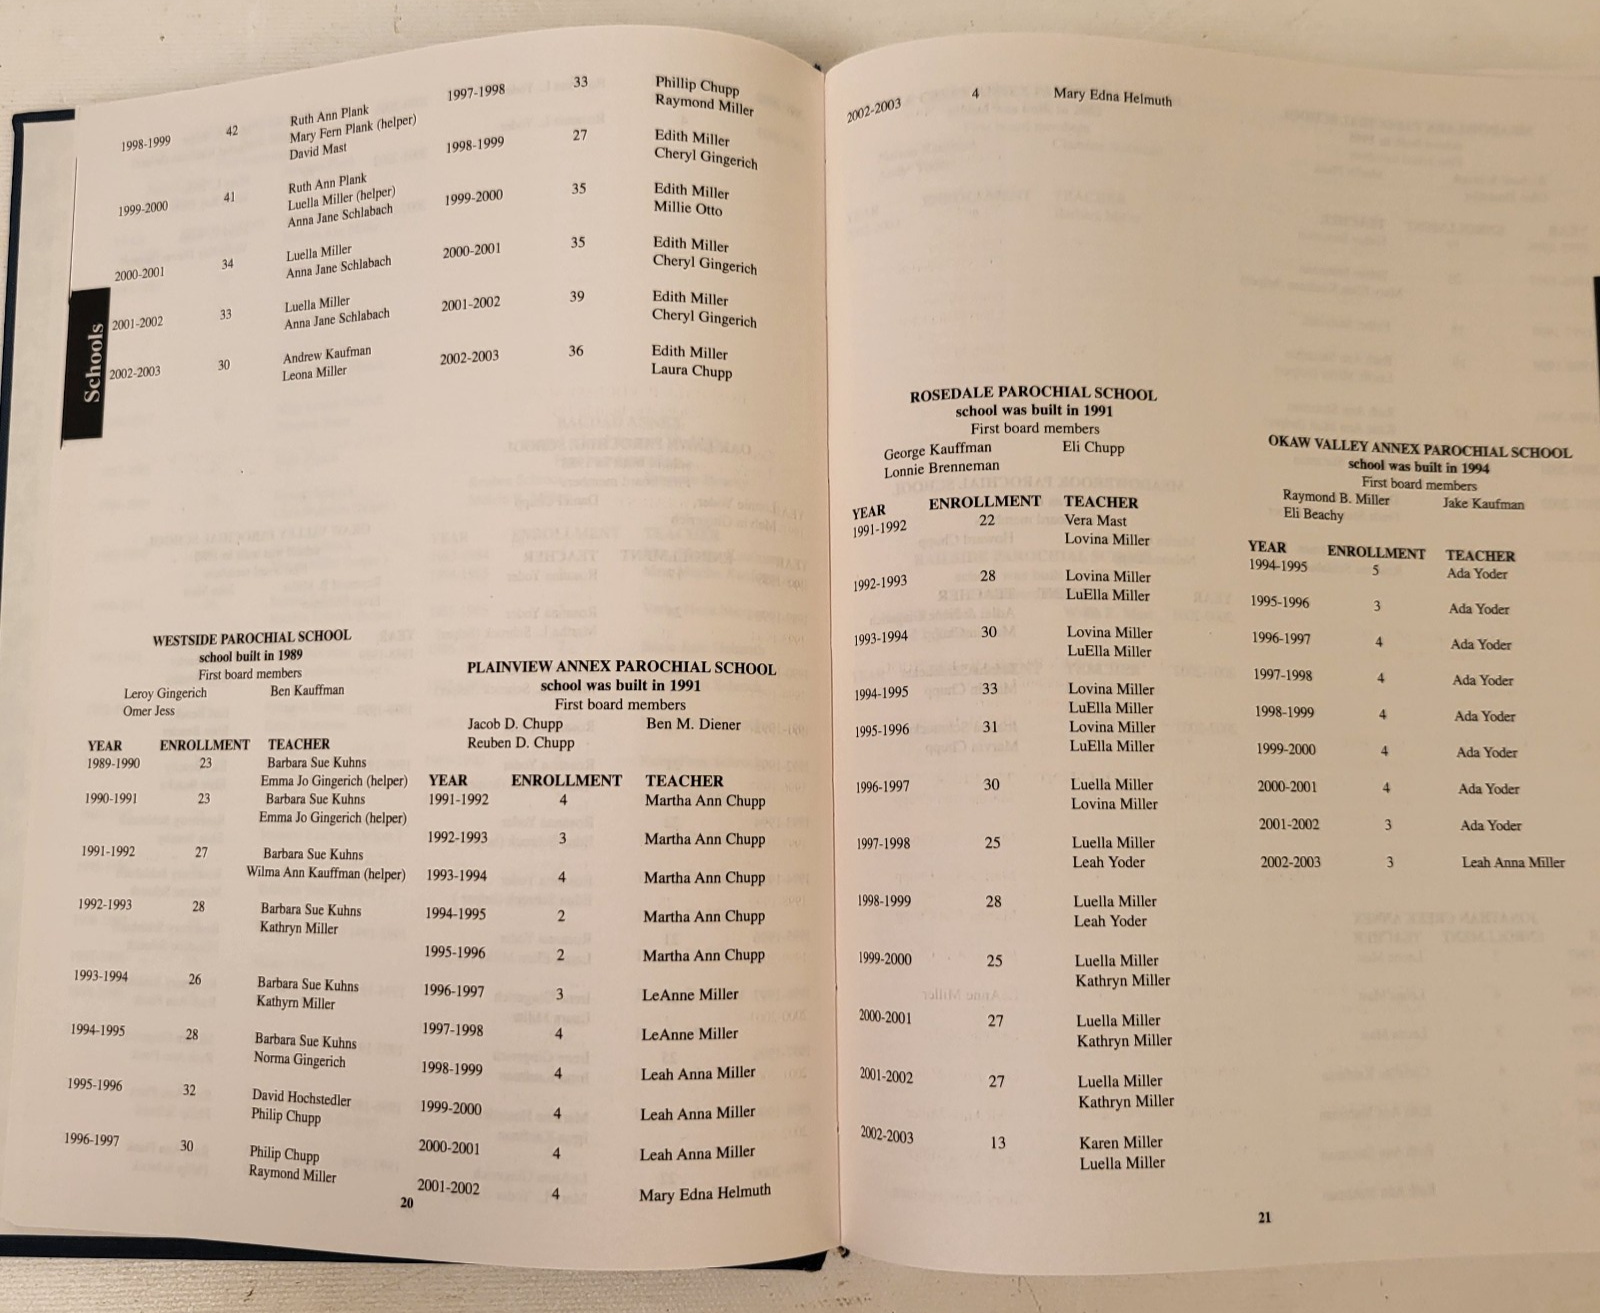 Schools
1998-1999 42 Ruth Ann Plank
Mary Fern Plank (helper)
David Mast
1999-2000 41 Ruth Ann Plank
Luella Miller (helper)
Anna Jane Schlabach
2000-2001 34 Luella Miller
Anna Jane Schlabach
2001-2002 33 Luella Miller
Anna Jane Schlabach
2002-2003 30 Andrew Kaufman
Leona Miller
WESTSIDE PAROCHIAL SCHOOL
school built in 1989
First board members
Leroy Gingerich Ben Kauffman
Omer Jess
YEAR ENROLLMENT TEACHER
1989-1990 23 Barbara Sue Kuhns
Emma Jo Gingerich (helper)
1990-1991 23 Barbara Sue Kuhns
Emma Jo Gingerich (helper)
1991-1992 27 Barbara Sue Kuhns
Wilma Ann Kauffman (helper)
1992-1993 28 Barbara Sue Kuhns
Kathryn Miller
1993-1994 26 Barbara Sue Kuhns
Kathyrn Miller
1994-1995 28 Barbara Sue Kuhns
Norma Gingerich
1995-1996 32 David Hochstedler
Philip Chupp
1996-1997 30 Philip Chupp
Raymond Miller
1997-1998 33 Phillip Chupp
Raymond Miller
1998-1999 27 Edith Miller
Cheryl Gingerich
1999-2000 35 Edith Miller
Millie Otto
2000-2001 35 Edith Miller
Cheryl Gingerich
2001-2002 39 Edith Miller
Cheryl Gingerich
2002-2003 36 Edith Miller
Laura Chupp
PLAINVIEW ANNEX PAROCHIAL SCHOOL
school was built in 1991
First board members
Jacob D. Chupp Ben M. Diener
Reuben D. Chupp
YEAR ENROLLMENT TEACHER
1991-1992 4 Martha Ann Chupp
1992-1993 3 Martha Ann Chupp
1993-1994 4 Martha Ann Chupp
1994-1995 2 Martha Ann Chupp
1995-1996 2 Martha Ann Chupp
1996-1997 3 LeAnne Miller
1997-1998 4 LeAnne Miller
1998-1999 4 Leah Anna Miller
1999-2000 4 Leah Anna Miller
2000-2001 4 Leah Anna Miller
2001-2002 4 Mary Edna Helmuth
20
2002-2003 4 Mary Edna Helmuth
ROSEDALE PAROCHIAL SCHOOL
school was built in 1991
First board members
George Kauffman Eli Chupp
Lonnie Brenneman
YEAR ENROLLMENT TEACHER
1991-1992 22 Vera Mast
Lovina Miller
1992-1993 28 Lovina Miller
LuElla Miller
1993-1994 30 Lovina Miller
LuElla Miller
1994-1995 33 Lovina Miller
LuElla Miller
1995-1996 31 Lovina Miller
LuElla Miller
1996-1997 30 Luella Miller
Lovina Miller
1997-1998 25 Luella Miller
Leah Yoder
1998-1999 28 Luella Miller
Leah Yoder
1999-2000 25 Luella Miller
Kathryn Miller
2000-2001 27 Luella Miller
Kathryn Miller
2001-2002 27 Luella Miller
Kathryn Miller
2002-2003 13 Karen Miller
Luella Miller
OKAW VALLEY ANNEX PAROCHIAL SCHOOL
school was built in 1994
First board members
Raymond B. Miller Jake Kaufman
Eli Beachy
YEAR ENROLLMENT TEACHER
1994-1995 5 Ada Yoder
1995-1996 3 Ada Yoder
1996-1997 4 Ada Yoder
1997-1998 4 Ada Yoder
1998-1999 4 Ada Yoder
1999-2000 4 Ada Yoder
2000-2001 4 Ada Yoder
2001-2002 3 Ada Yoder
2002-2003 3 Leah Anna Miller
21